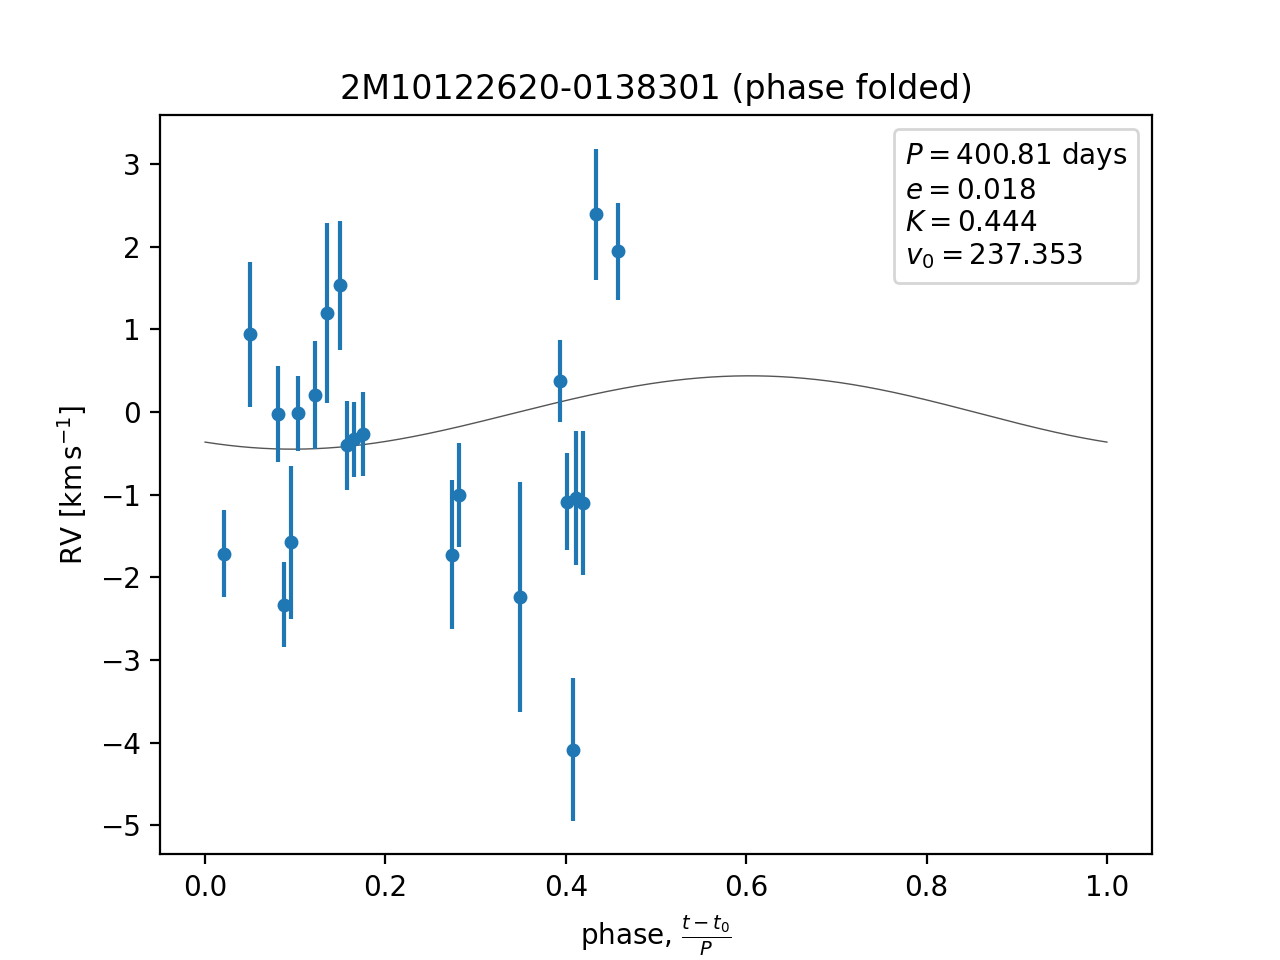 2M10122620-0138301 (phase folded)
P = 400.81 days
e = 0.018
K = 0.444
v₀ = 237.353
3
2
1
0
−1
−2
−3
−4
−5
RV [km s⁻¹]
0.0 0.2 0.4 0.6 0.8 1.0
phase, (t − t₀)/P